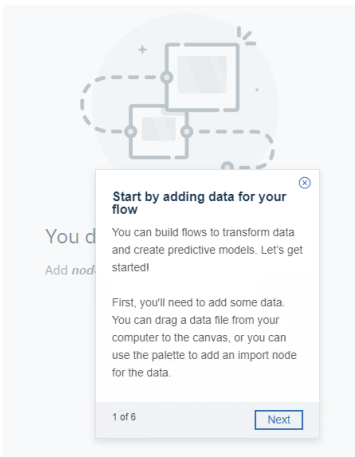 Start by adding data for your
flow
You d
You can build flows to transform data
and create predictive models. Let's get
started!
Add node
First, you'll need to add some data.
You can drag a data file from your
computer to the canvas, or you can
use the palette to add an import node
for the data.
1 of 6
Next